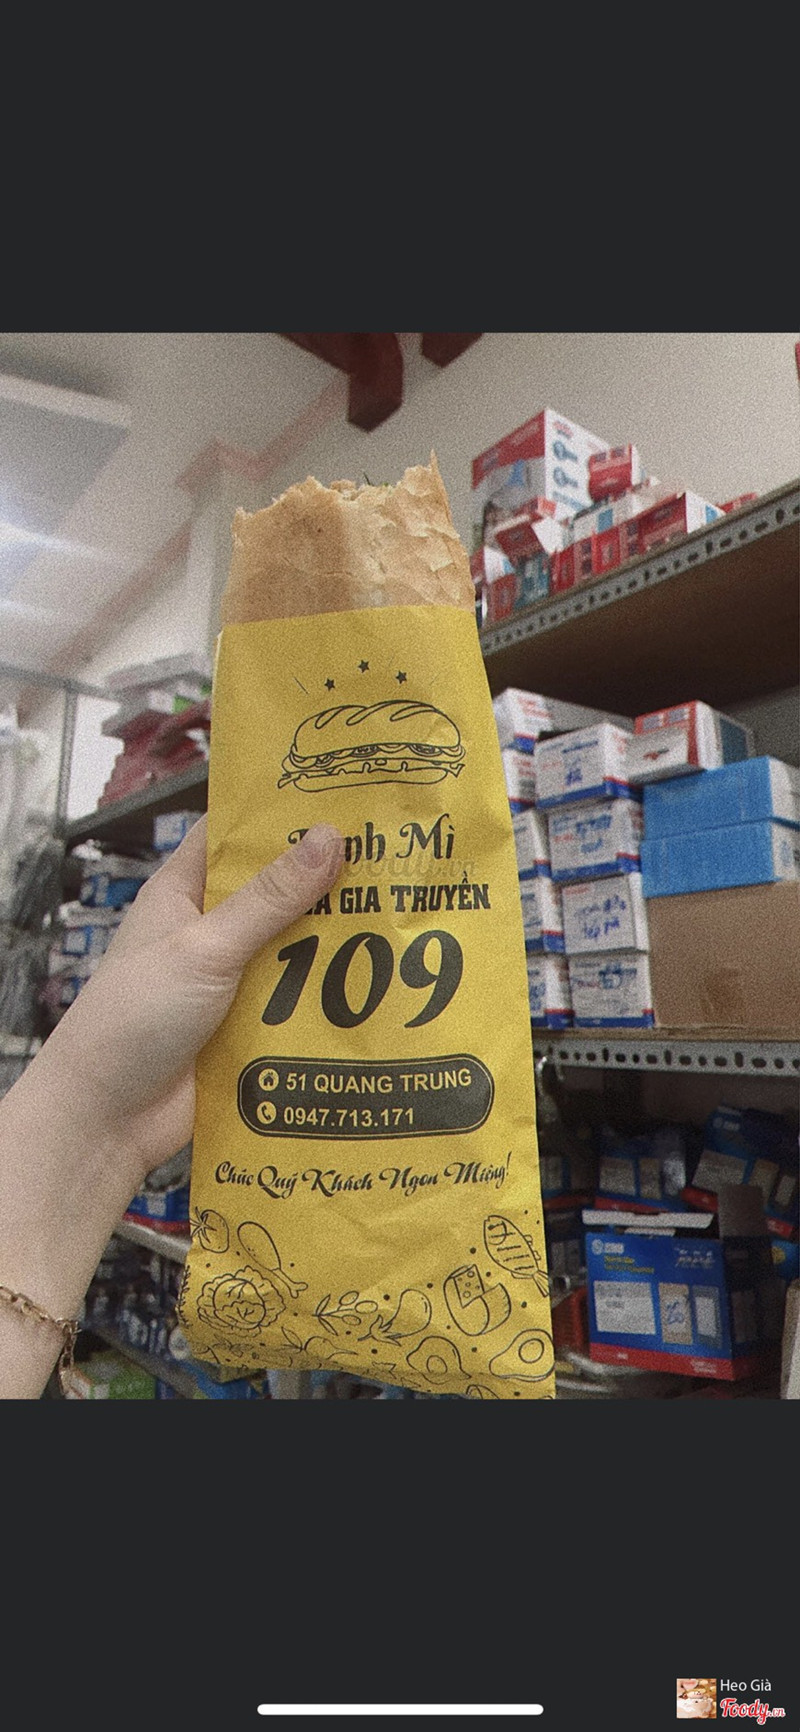 Mì
GIA TRUYỀN
109
51 QUANG TRUNG
0947.713.171
Chúc Quý Khách Ngon Miệng!
Heo Già
Foody.vn